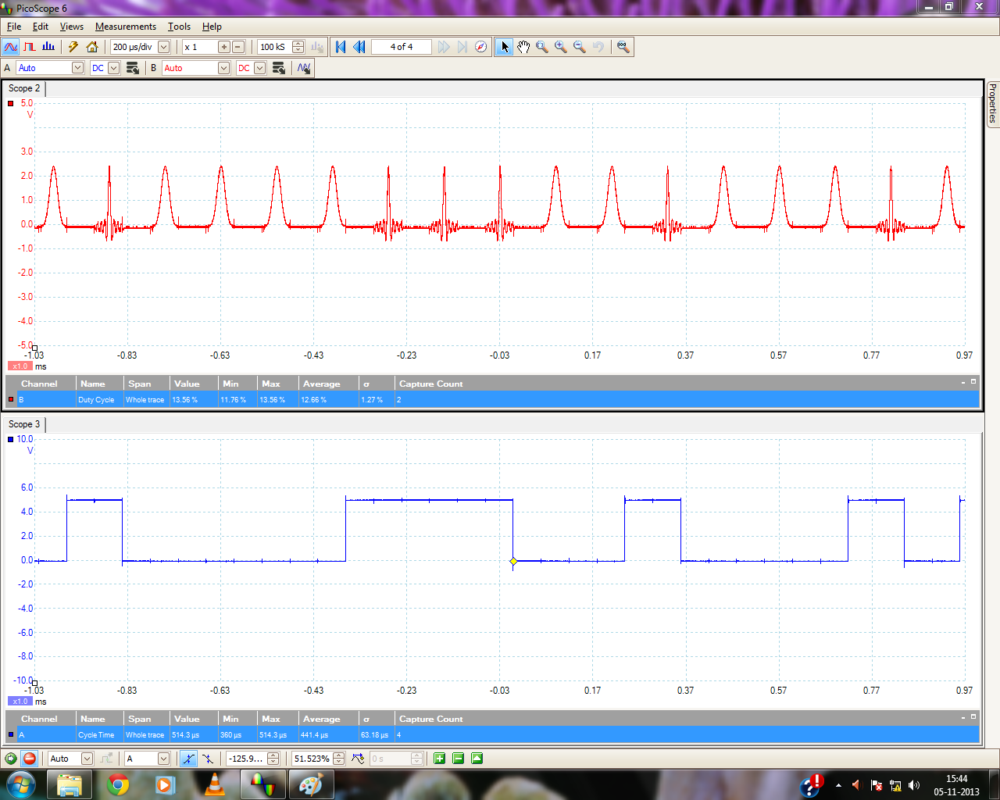 PicoScope 6
File Edit Views Measurements Tools Help
200 µs/div x 1 100 kS 4 of 4
A Auto DC B Auto DC
Scope 2
Properties
5.0
V
3.0
2.0
1.0
0.0
-1.0
-2.0
-3.0
-4.0
-5.0
-1.03 -0.83 -0.63 -0.43 -0.23 -0.03 0.17 0.37 0.57 0.77 0.97
x1.0 ms
Channel Name Span Value Min Max Average σ Capture Count
B Duty Cycle Whole trace 13.56 % 11.76 % 13.56 % 12.66 % 1.27 % 2
Scope 3
10.0
V
6.0
4.0
2.0
0.0
-2.0
-4.0
-6.0
-8.0
-10.0
-1.03 -0.83 -0.63 -0.43 -0.23 -0.03 0.17 0.37 0.57 0.77 0.97
x1.0 ms
Channel Name Span Value Min Max Average σ Capture Count
A Cycle Time Whole trace 514.3 µs 360 µs 514.3 µs 441.4 µs 63.18 µs 4
Auto A -125.9... 51.523% 0 s
15:44
05-11-2013